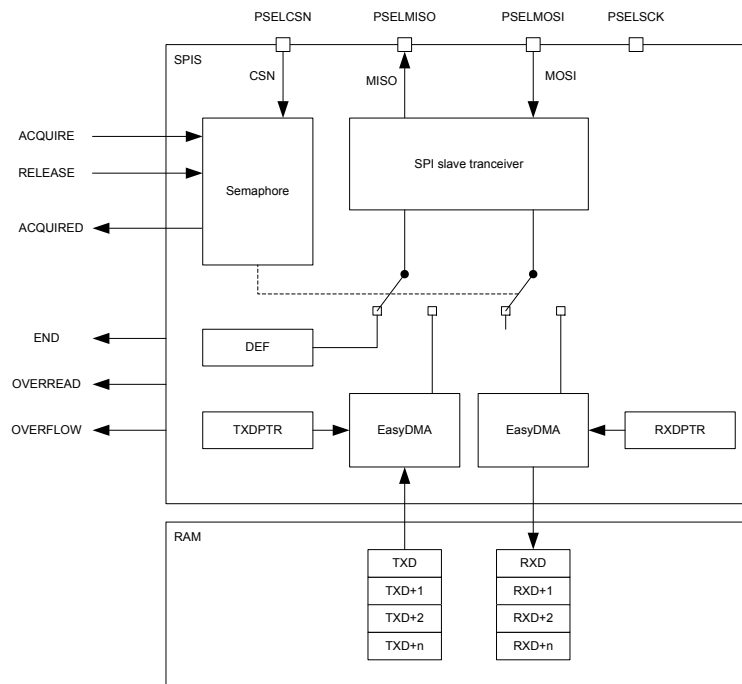 PSELCSN PSELMISO PSELMOSI PSELSCK
SPIS
CSN MISO MOSI
ACQUIRE
RELEASE
ACQUIRED
Semaphore
SPI slave tranceiver
END
OVERREAD
OVERFLOW
DEF
TXDPTR EasyDMA EasyDMA RXDPTR
RAM
TXD RXD
TXD+1 RXD+1
TXD+2 RXD+2
TXD+n RXD+n